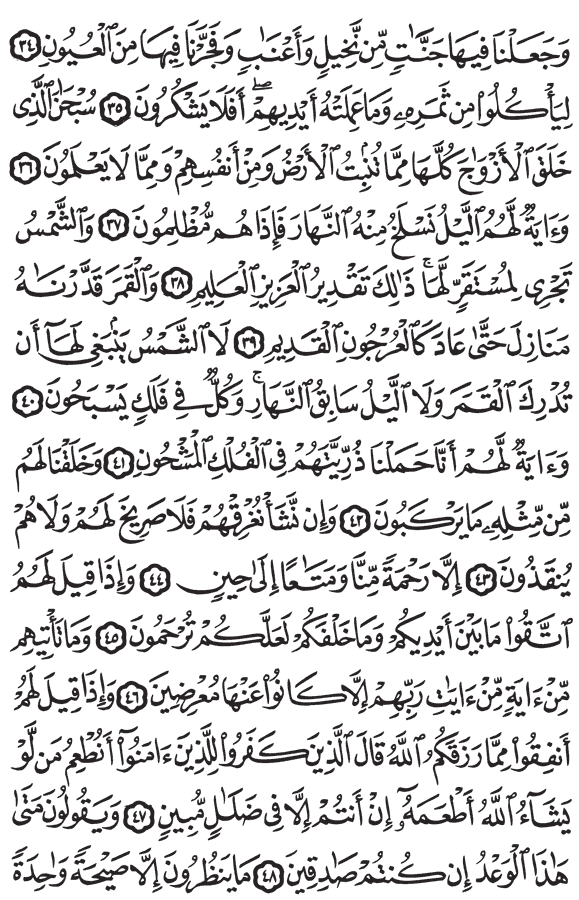 وَجَعَلْنَا فِيهَا جَنَّـٰتٍ مِّن نَّخِيلٍ وَأَعْنَـٰبٍ وَفَجَّرْنَا فِيهَا مِنَ ٱلْعُيُونِ ٣٤
لِيَأْكُلُوا۟ مِن ثَمَرِهِۦ وَمَا عَمِلَتْهُ أَيْدِيهِمْ ۖ أَفَلَا يَشْكُرُونَ ٣٥ سُبْحَـٰنَ ٱلَّذِى
خَلَقَ ٱلْأَزْوَٰجَ كُلَّهَا مِمَّا تُنۢبِتُ ٱلْأَرْضُ وَمِنْ أَنفُسِهِمْ وَمِمَّا لَا يَعْلَمُونَ ٣٦
وَءَايَةٌ لَّهُمُ ٱلَّيْلُ نَسْلَخُ مِنْهُ ٱلنَّهَارَ فَإِذَا هُم مُّظْلِمُونَ ٣٧ وَٱلشَّمْسُ
تَجْرِى لِمُسْتَقَرٍّ لَّهَا ۚ ذَٰلِكَ تَقْدِيرُ ٱلْعَزِيزِ ٱلْعَلِيمِ ٣٨ وَٱلْقَمَرَ قَدَّرْنَـٰهُ
مَنَازِلَ حَتَّىٰ عَادَ كَٱلْعُرْجُونِ ٱلْقَدِيمِ ٣٩ لَا ٱلشَّمْسُ يَنۢبَغِى لَهَآ أَن
تُدْرِكَ ٱلْقَمَرَ وَلَا ٱلَّيْلُ سَابِقُ ٱلنَّهَارِ ۚ وَكُلٌّ فِى فَلَكٍ يَسْبَحُونَ ٤٠
وَءَايَةٌ لَّهُمْ أَنَّا حَمَلْنَا ذُرِّيَّتَهُمْ فِى ٱلْفُلْكِ ٱلْمَشْحُونِ ٤١ وَخَلَقْنَا لَهُم
مِّن مِّثْلِهِۦ مَا يَرْكَبُونَ ٤٢ وَإِن نَّشَأْ نُغْرِقْهُمْ فَلَا صَرِيخَ لَهُمْ وَلَا هُمْ
يُنقَذُونَ ٤٣ إِلَّا رَحْمَةً مِّنَّا وَمَتَـٰعًا إِلَىٰ حِينٍ ٤٤ وَإِذَا قِيلَ لَهُمُ
ٱتَّقُوا۟ مَا بَيْنَ أَيْدِيكُمْ وَمَا خَلْفَكُمْ لَعَلَّكُمْ تُرْحَمُونَ ٤٥ وَمَا تَأْتِيهِم
مِّنْ ءَايَةٍ مِّنْ ءَايَـٰتِ رَبِّهِمْ إِلَّا كَانُوا۟ عَنْهَا مُعْرِضِينَ ٤٦ وَإِذَا قِيلَ لَهُمْ
أَنفِقُوا۟ مِمَّا رَزَقَكُمُ ٱللَّهُ قَالَ ٱلَّذِينَ كَفَرُوا۟ لِلَّذِينَ ءَامَنُوٓا۟ أَنُطْعِمُ مَن لَّوْ
يَشَآءُ ٱللَّهُ أَطْعَمَهُۥٓ إِنْ أَنتُمْ إِلَّا فِى ضَلَـٰلٍ مُّبِينٍ ٤٧ وَيَقُولُونَ مَتَىٰ
هَـٰذَا ٱلْوَعْدُ إِن كُنتُمْ صَـٰدِقِينَ ٤٨ مَا يَنظُرُونَ إِلَّا صَيْحَةً وَٰحِدَةً